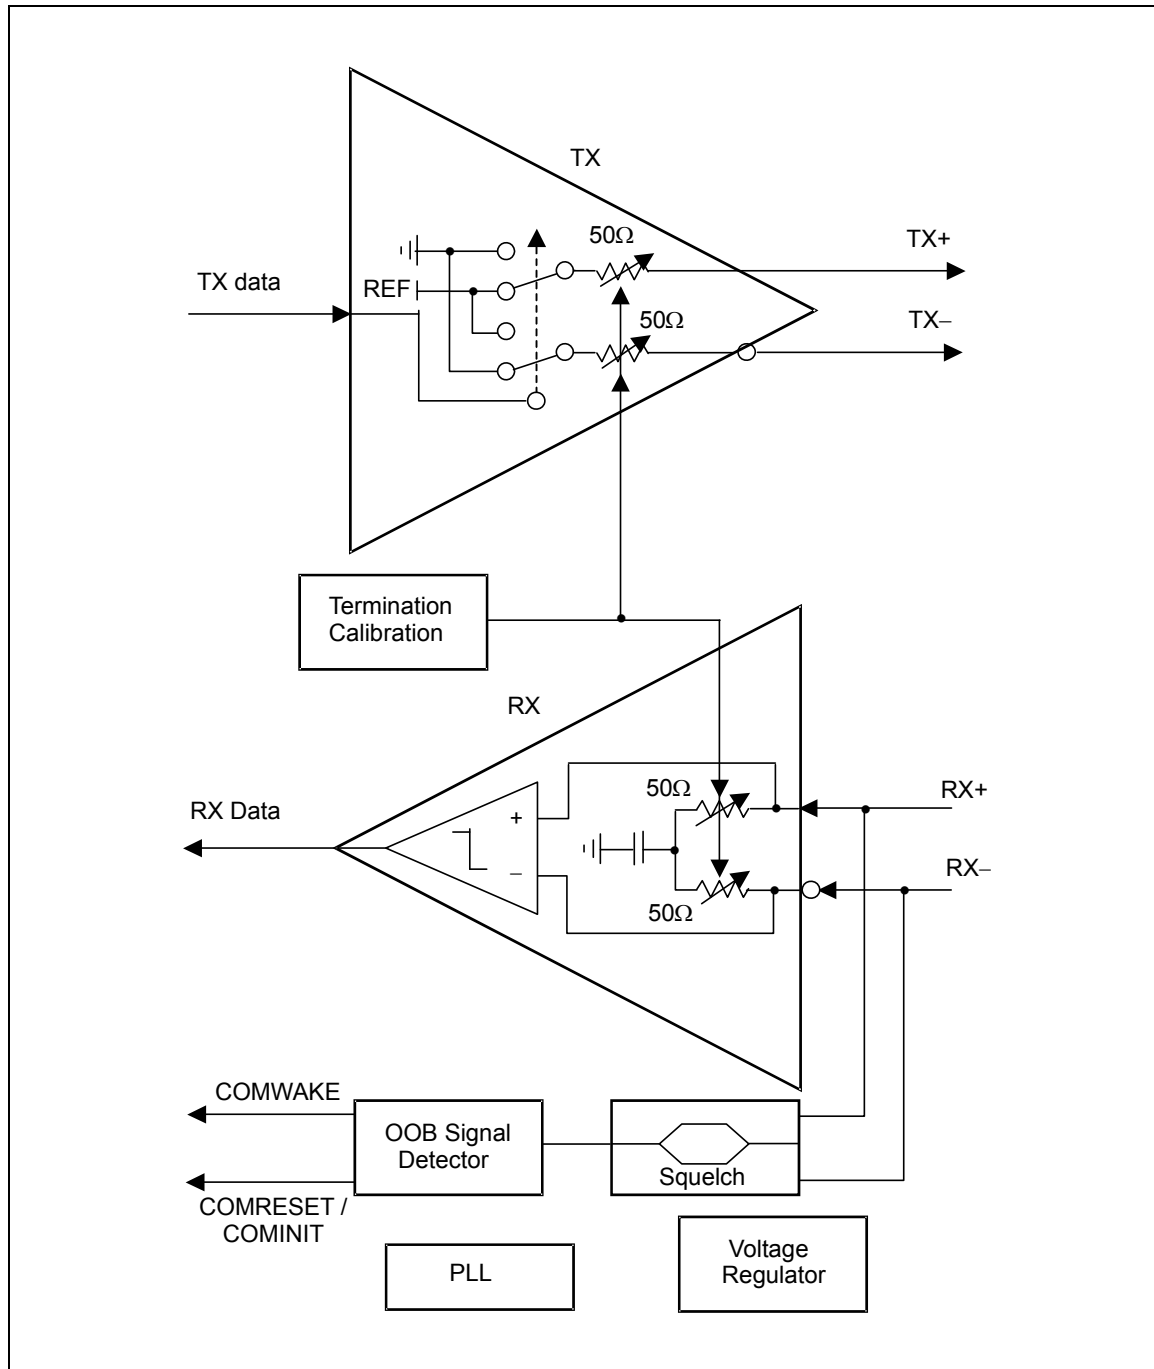 TX
50Ω
TX+
TX data
REF
50Ω
TX−
Termination
Calibration
RX
50Ω
RX+
RX Data
+
−
RX−
50Ω
COMWAKE
OOB Signal
Detector
Squelch
COMRESET /
COMINIT
Voltage
Regulator
PLL